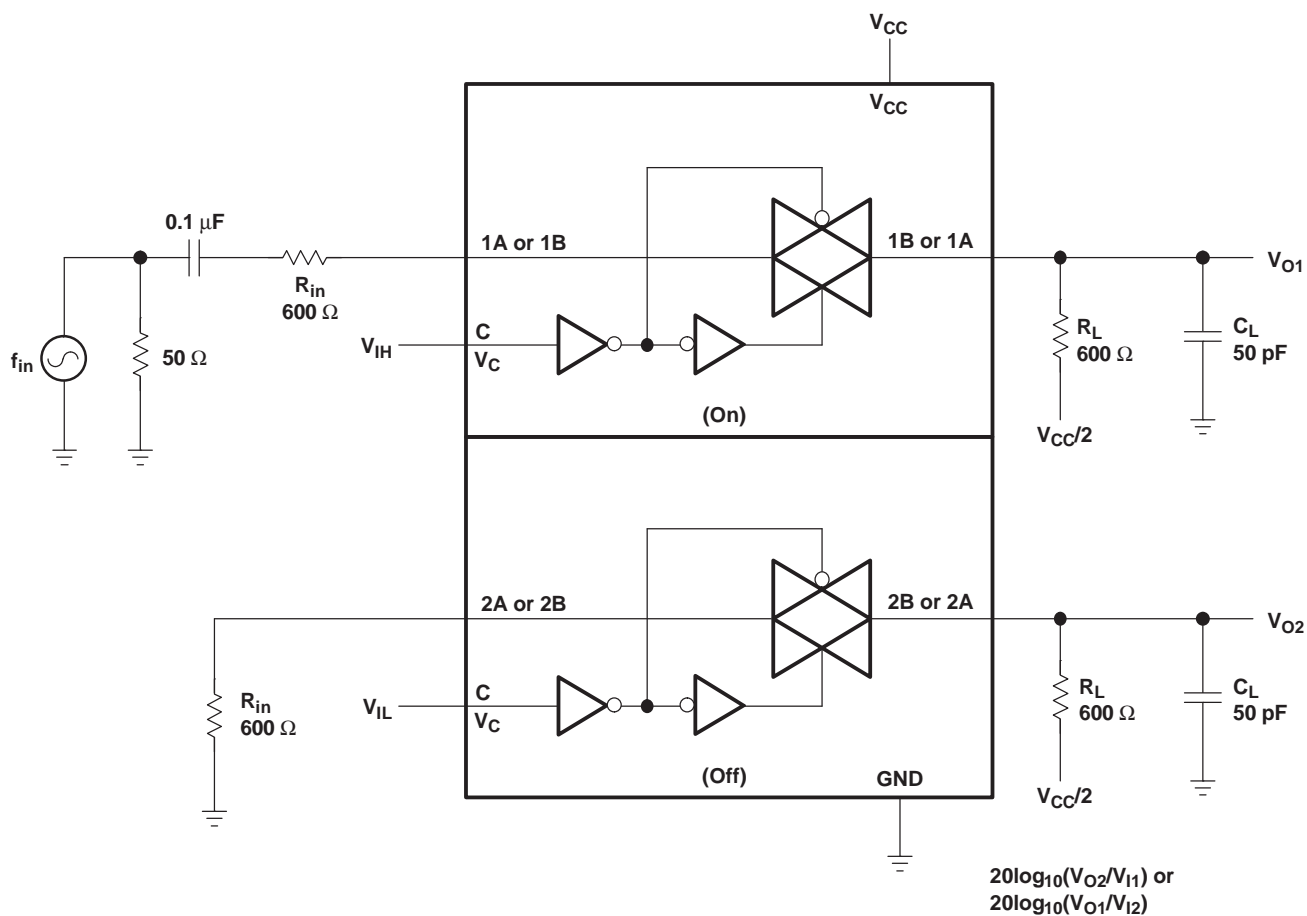 VCC
VCC
0.1 μF
1A or 1B
1B or 1A
VO1
Rin
600 Ω
fin
50 Ω
VIH
C
VC
RL
600 Ω
CL
50 pF
(On)
VCC/2
2A or 2B
2B or 2A
VO2
Rin
600 Ω
VIL
C
VC
RL
600 Ω
CL
50 pF
(Off)
GND
VCC/2
20log10(VO2/VI1) or
20log10(VO1/VI2)